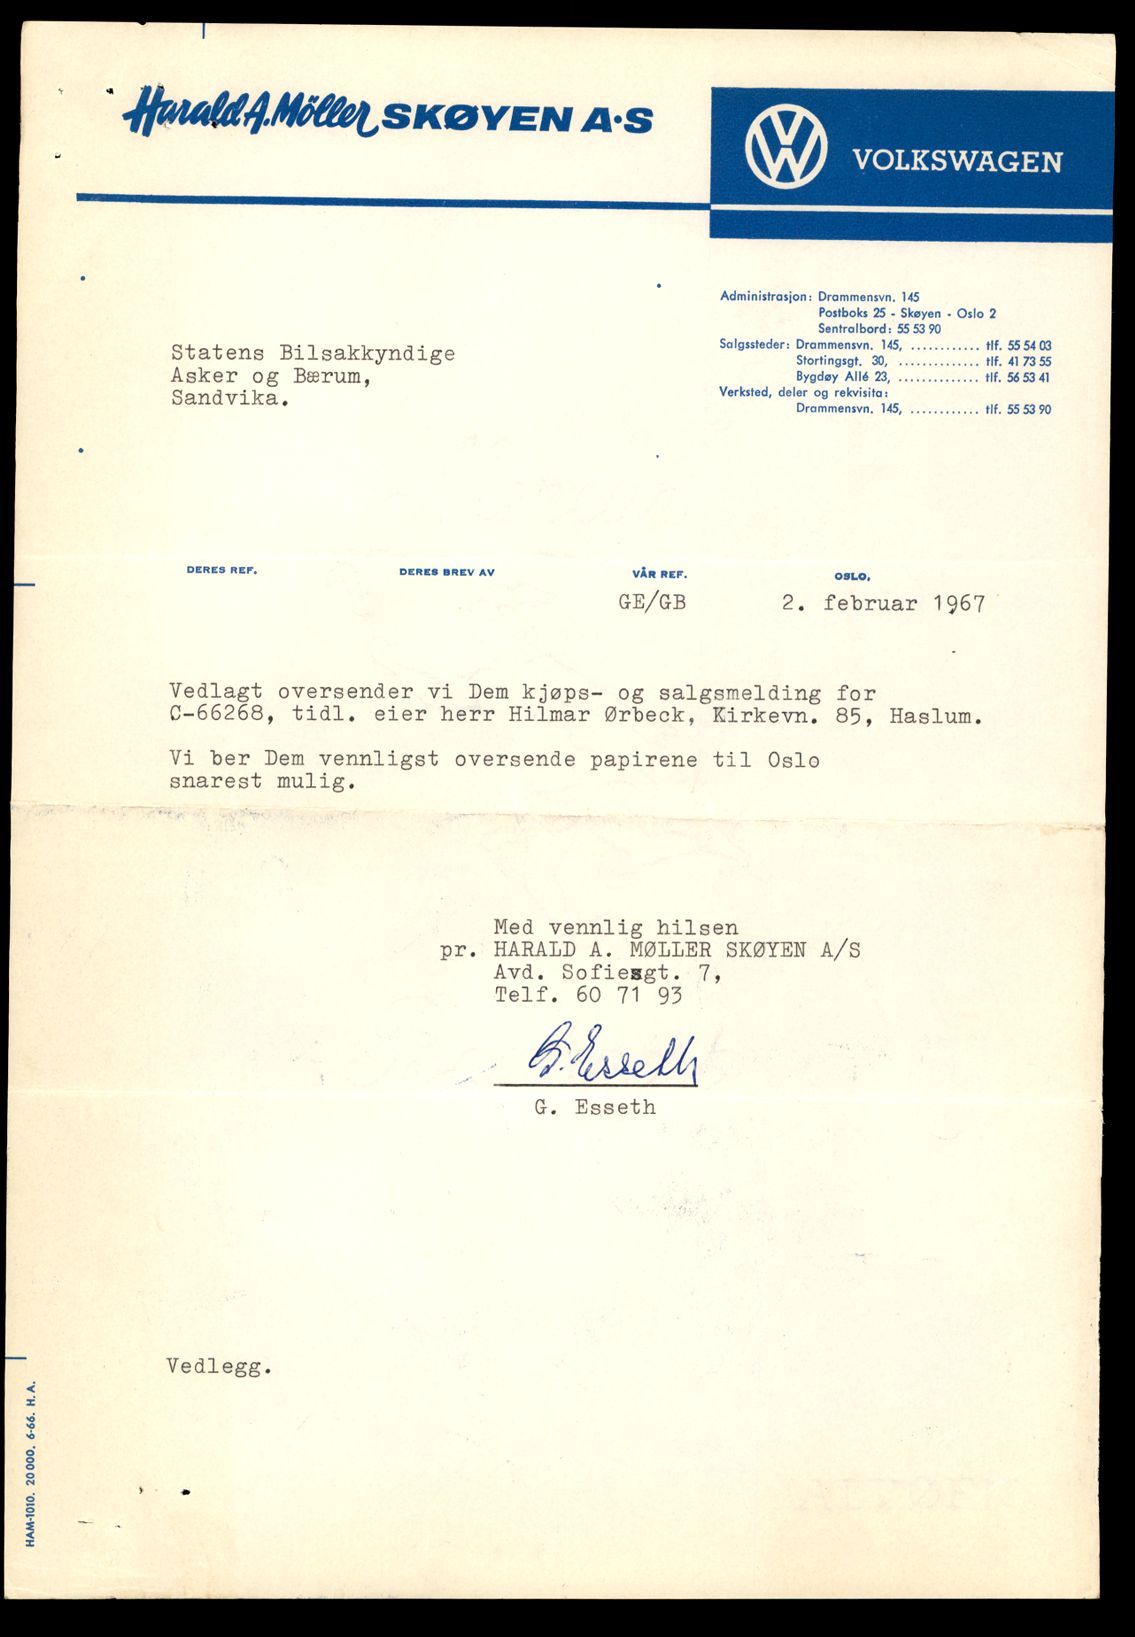 Harald A. Möller SKØYEN A·S
VW VOLKSWAGEN
Administrasjon: Drammensvn. 145
Postboks 25 - Skøyen - Oslo 2
Sentralbord: 55 53 90
Salgssteder: Drammensvn. 145, ............ tlf. 55 54 03
Stortingsgt. 30, .............. tlf. 41 73 55
Bygdøy Allé 23, .............. tlf. 56 53 41
Verksted, deler og rekvisita:
Drammensvn. 145, ............ tlf. 55 53 90
Statens Bilsakkyndige
Asker og Bærum,
Sandvika.
DERES REF. DERES BREV AV VÅR REF. OSLO,
GE/GB 2. februar 1967
Vedlagt oversender vi Dem kjøps- og salgsmelding for
C-66268, tidl. eier herr Hilmar Ørbeck, Kirkevn. 85, Haslum.
Vi ber Dem vennligst oversende papirene til Oslo
snarest mulig.
Med vennlig hilsen
pr. HARALD A. MØLLER SKØYEN A/S
Avd. Sofiesgt. 7,
Telf. 60 71 93
G. Esseth
G. Esseth
Vedlegg.
HAM-1010. 20 000. 6-66. H. A.